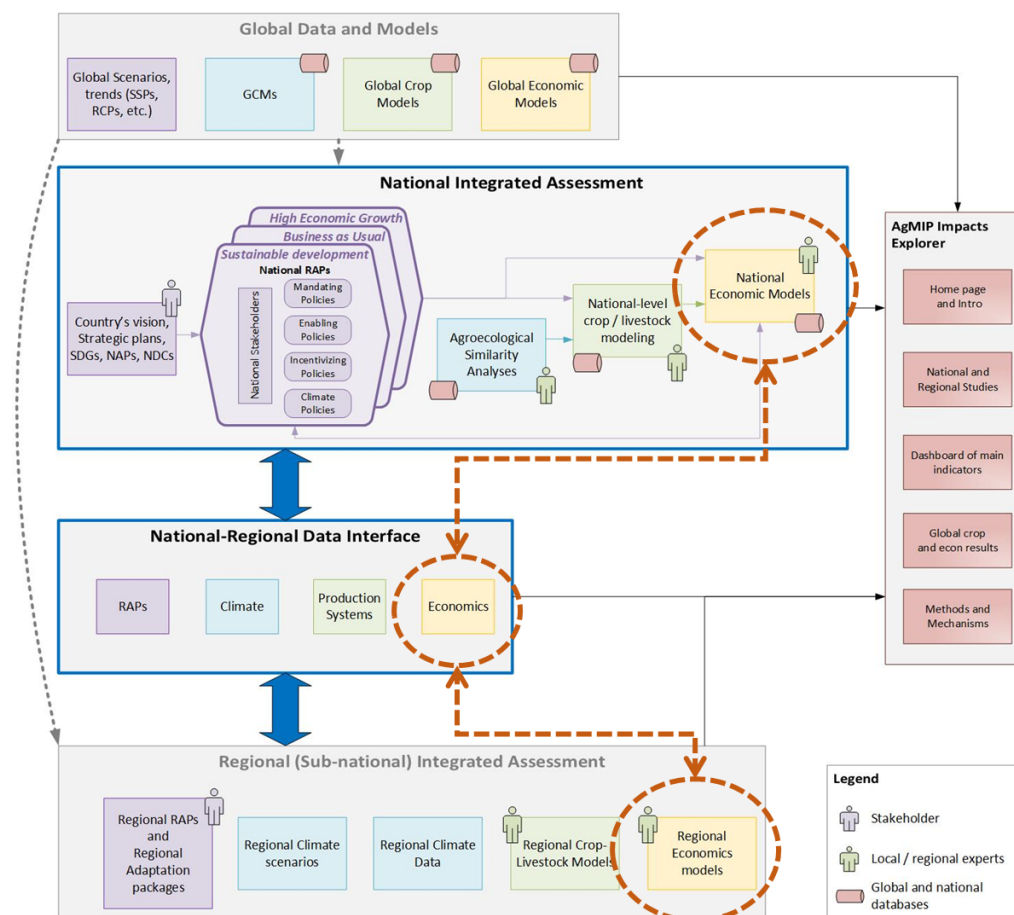 Global Data and Models
Global Scenarios,
trends (SSPs,
RCPs, etc.)
GCMs
Global Crop
Models
Global Economic
Models
National Integrated Assessment
High Economic Growth
Business as Usual
Sustainable development
National RAPs
National Stakeholders
Mandating
Policies
Enabling
Policies
Incentivizing
Policies
Climate
Policies
Country's vision,
Strategic plans,
SDGs, NAPs, NDCs
Agroecological
Similarity
Analyses
National-level
crop / livestock
modeling
National
Economic Models
AgMIP Impacts
Explorer
Home page
and Intro
National and
Regional Studies
Dashboard of main
indicators
Global crop
and econ results
Methods and
Mechanisms
National-Regional Data Interface
RAPs
Climate
Production
Systems
Economics
Regional (Sub-national) Integrated Assessment
Regional RAPs
and
Regional
Adaptation
packages
Regional Climate
scenarios
Regional Climate
Data
Regional Crop-
Livestock Models
Regional
Economics
models
Legend
Stakeholder
Local / regional experts
Global and national
databases